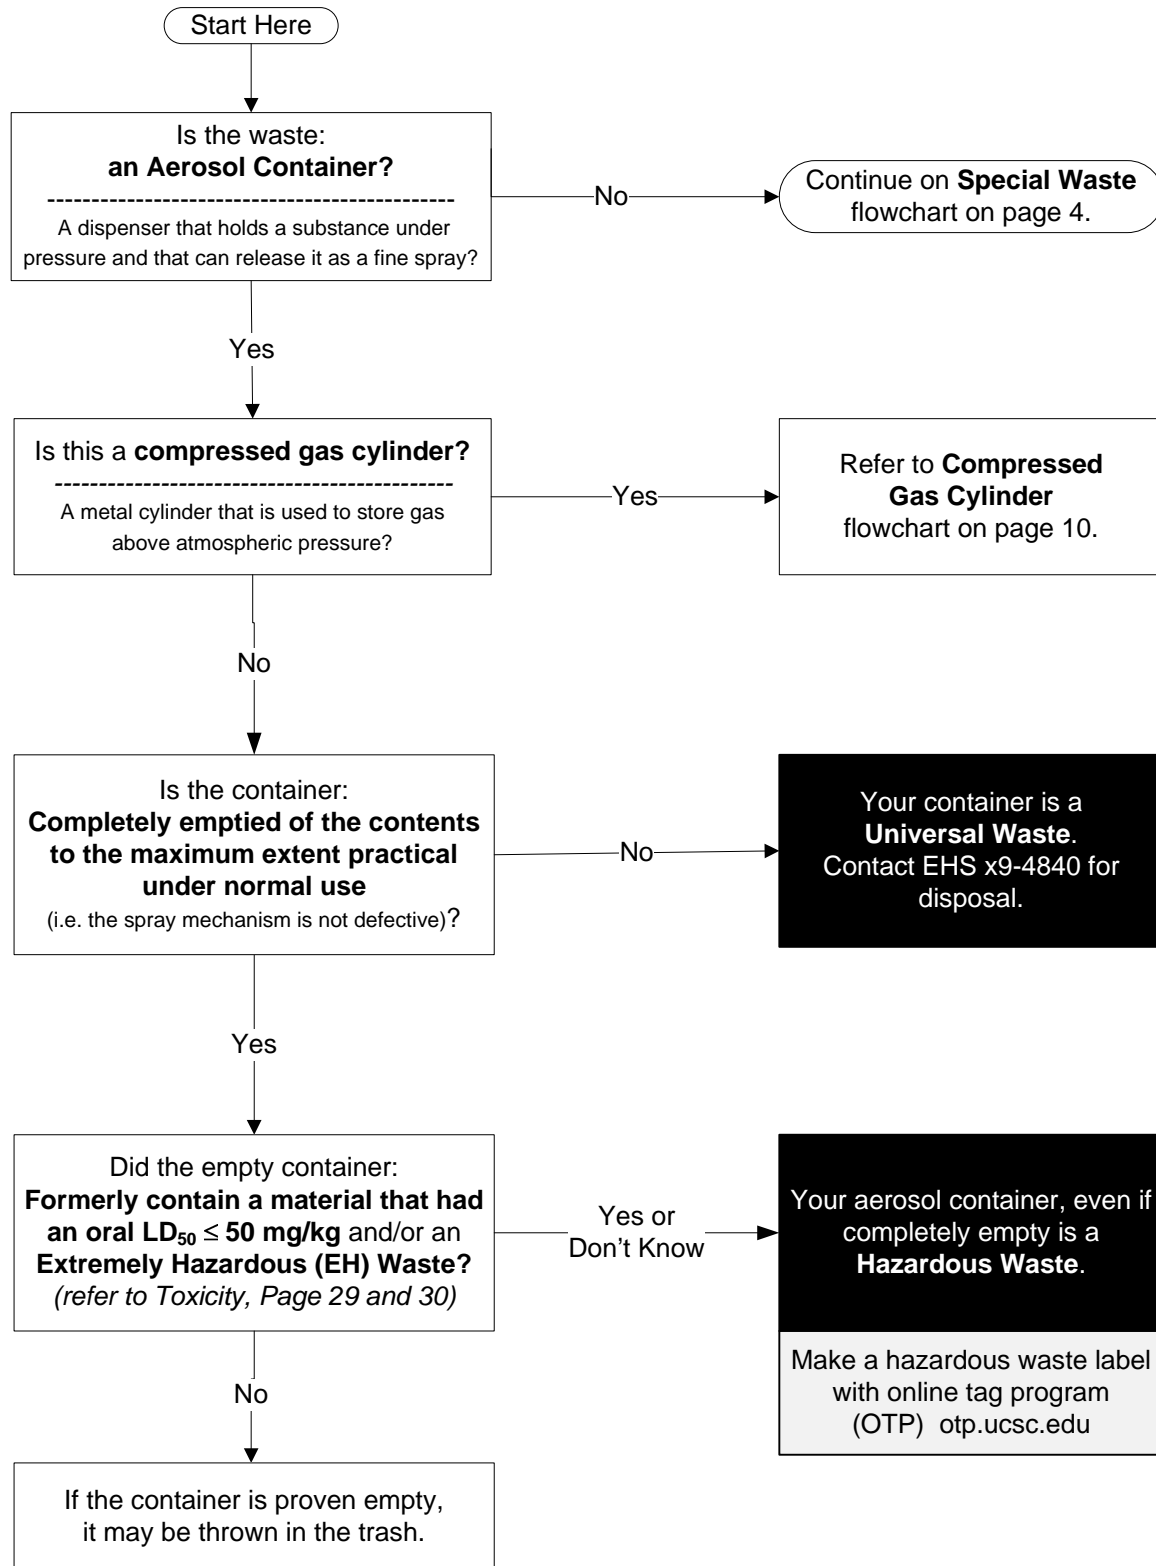 Start Here
Is the waste:
an Aerosol Container?
----------------------------------------------
A dispenser that holds a substance under
pressure and that can release it as a fine spray?
No
Continue on Special Waste
flowchart on page 4.
Yes
Is this a compressed gas cylinder?
---------------------------------------------
A metal cylinder that is used to store gas
above atmospheric pressure?
Yes
Refer to Compressed
Gas Cylinder
flowchart on page 10.
No
Is the container:
Completely emptied of the contents
to the maximum extent practical
under normal use
(i.e. the spray mechanism is not defective)?
No
Your container is a
Universal Waste.
Contact EHS x9-4840 for
disposal.
Yes
Did the empty container:
Formerly contain a material that had
an oral LD50 ≤ 50 mg/kg and/or an
Extremely Hazardous (EH) Waste?
(refer to Toxicity, Page 29 and 30)
Yes or
Don't Know
Your aerosol container, even if
completely empty is a
Hazardous Waste.
Make a hazardous waste label
with online tag program
(OTP)  otp.ucsc.edu
No
If the container is proven empty,
it may be thrown in the trash.